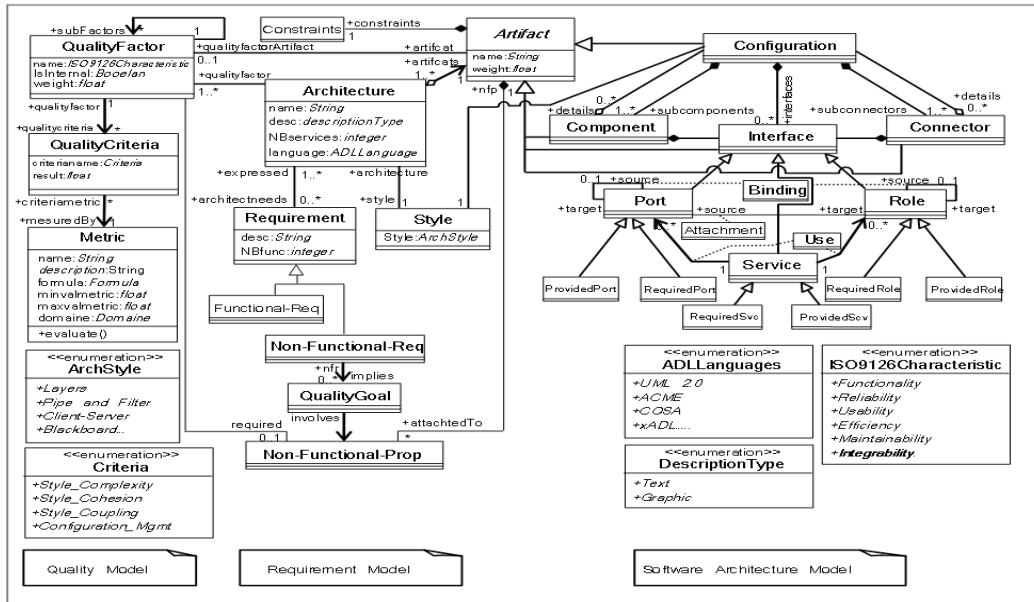 +subFactors *
QualityFactor
name:ISO9126Characteristic
IsInternal:Booelan
weight:float
+qualityfactorArtifact
0..1
+qualityfactor
1..*
+artifcat
+artifcats
1..*
1
Constraints
+constraints
1
Artifact
name:String
weight:float
+nfp
1
Architecture
name:String
desc:descriptiionType
NBservices:integer
language:ADLLanguage
+qualityfactor
1
+qualitycriteria *
QualityCriteria
criterianame:Criteria
result:float
+criteriametric *
+mesuredBy 1
Metric
name:String
description:String
formula:Formula
minvalmetric:float
maxvalmetric:float
domaine:Domaine
+evaluate()
+expressed
1..*
+architectneeds
0..*
+architecture
+style
1
Requirement
desc:String
NBfunc:integer
Style
Style:ArchStyle
Functional-Req
Non-Functional-Req
+nfr
0..*
implies
QualityGoal
involves
required
0..1
+attachtedTo
*
Non-Functional-Prop
Configuration
+details
0..*
1..*
+subcomponents
+interfaces
0..*
+subconnectors
1..*
+details
0..*
Component
Interface
Connector
0..1
+source
Binding
+source
0..1
Port
Role
+target
+source
+target
+target
0..*
Attachment
Use
0..*
1
Service
1
ProvidedPort
RequiredPort
RequiredRole
ProvidedRole
RequiredSvc
ProvidedScv
<<enumeration>>
ArchStyle
+Layers
+Pipe and Filter
+Client-Server
+Blackboard..
<<enumeration>>
Criteria
+Style_Complexity
+Style_Cohesion
+Style_Coupling
+Configuration_Mgmt
<<enumeration>>
ADLLanguages
+UML 2.0
+ACME
+COSA
+xADL....
<<enumeration>>
DescriptionType
+Text
+Graphic
<<enumeration>>
ISO9126Characteristic
+Functionality
+Reliability
+Usability
+Efficiency
+Maintainability
+Integrability
Quality Model
Requirement Model
Software Architecture Model